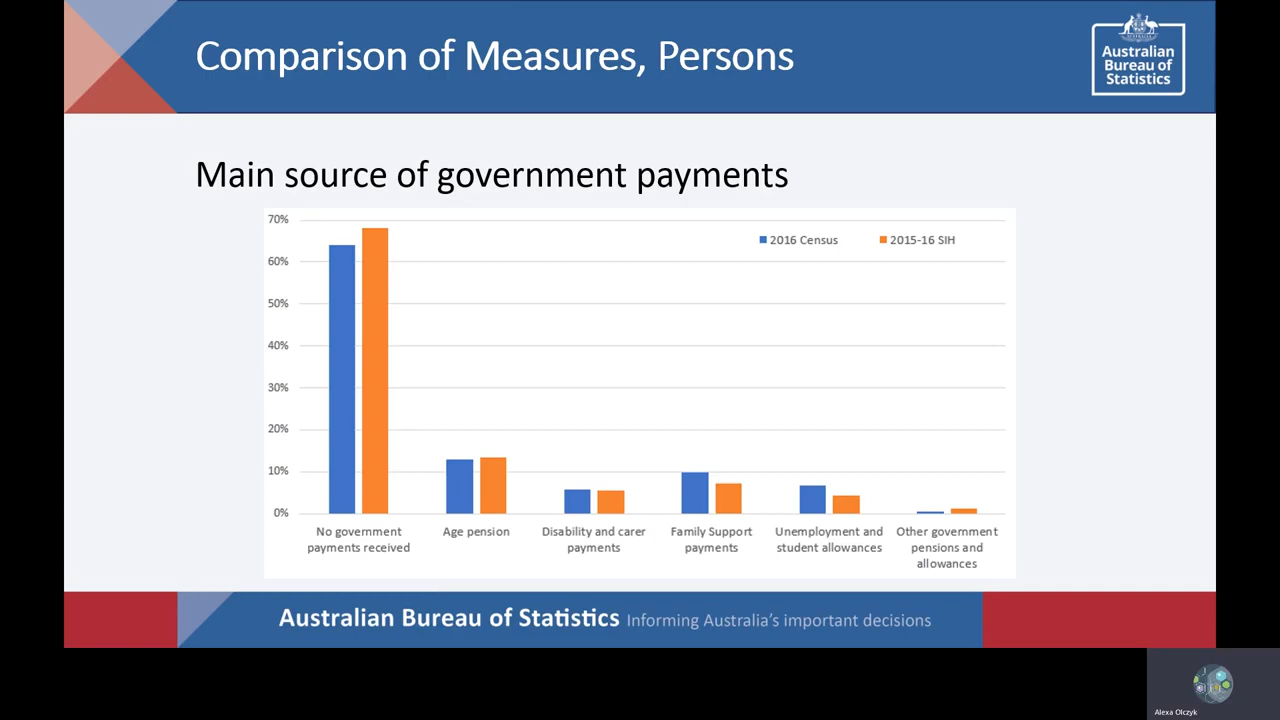 Comparison of Measures, Persons
Australian
Bureau of
Statistics
Main source of government payments
70%
60%
50%
40%
30%
20%
10%
0%
2016 Census
2015-16 SIH
No government
payments received
Age pension
Disability and carer
payments
Family Support
payments
Unemployment and
student allowances
Other government
pensions and
allowances
Australian Bureau of Statistics Informing Australia's important decisions
Alexa Olczyk